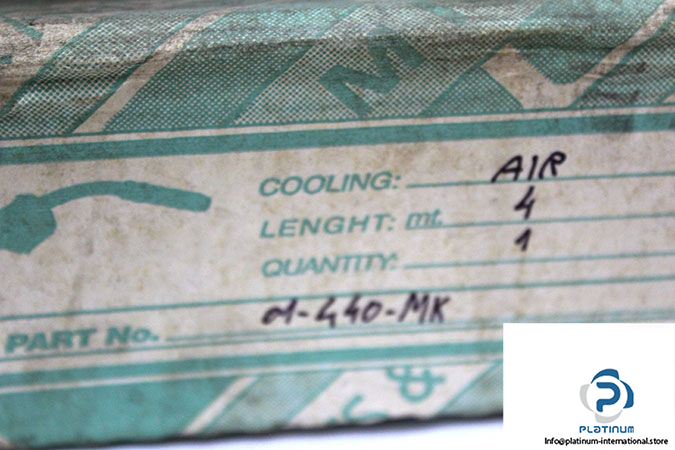 COOLING: AIR
LENGHT: mt. 4
QUANTITY: 1
PART No. 01-440-MK
&
PLATINUM
Info@platinum-international.store